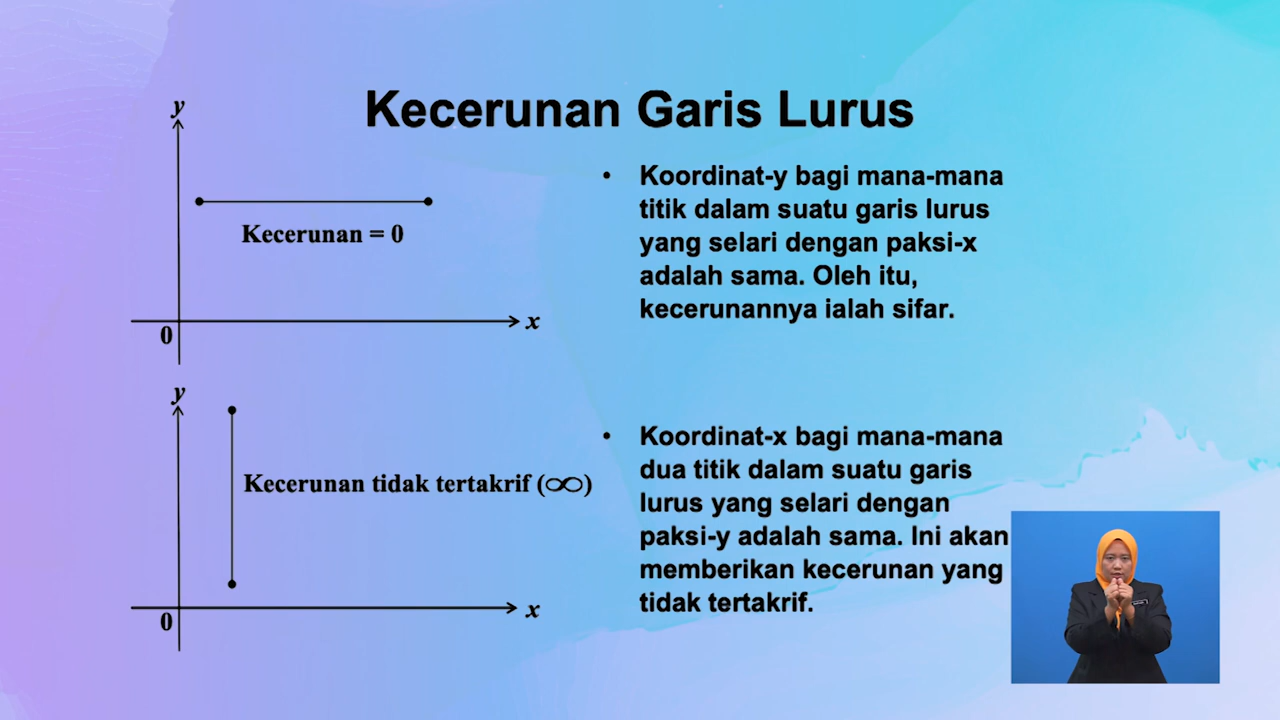 Kecerunan Garis Lurus
y
Kecerunan = 0
0
x
• Koordinat-y bagi mana-mana
titik dalam suatu garis lurus
yang selari dengan paksi-x
adalah sama. Oleh itu,
kecerunannya ialah sifar.
y
Kecerunan tidak tertakrif (∞)
0
x
• Koordinat-x bagi mana-mana
dua titik dalam suatu garis
lurus yang selari dengan
paksi-y adalah sama. Ini akan
memberikan kecerunan yang
tidak tertakrif.